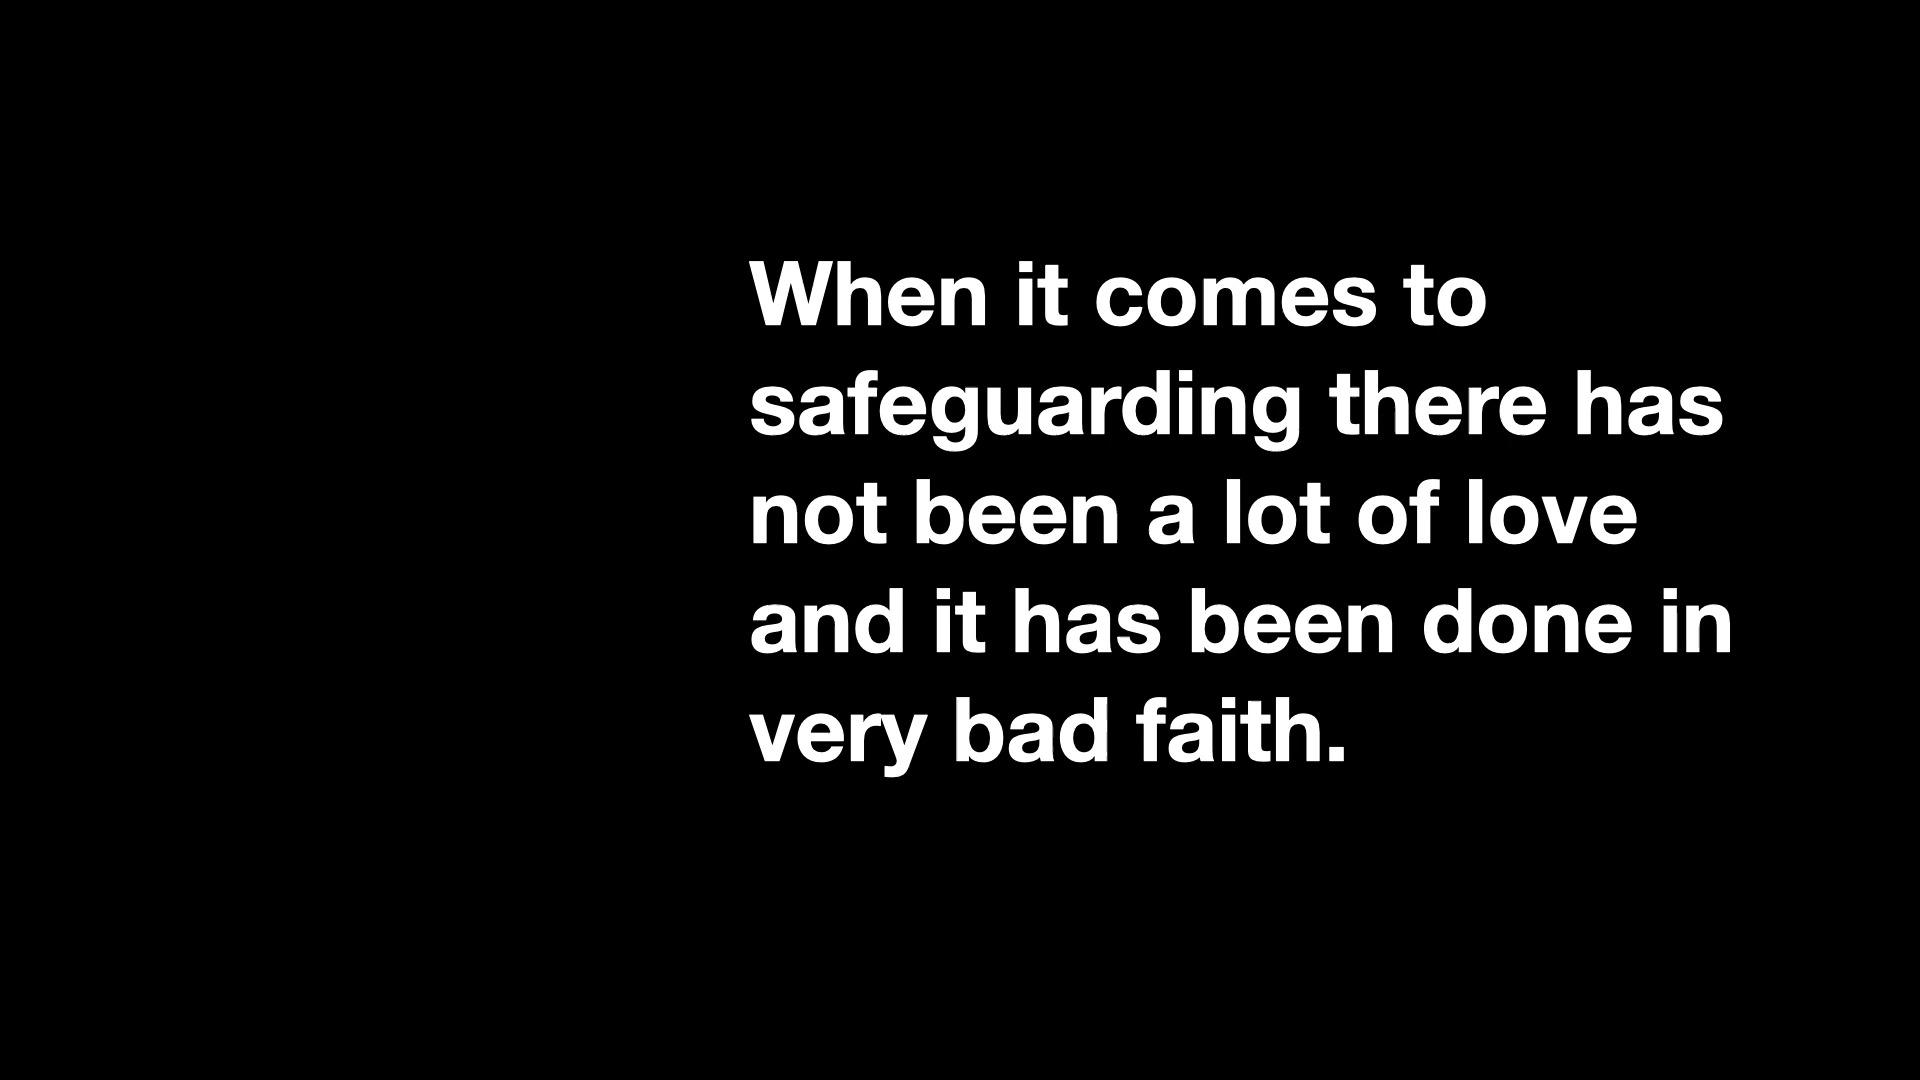 When it comes to
safeguarding there has
not been a lot of love
and it has been done in
very bad faith.